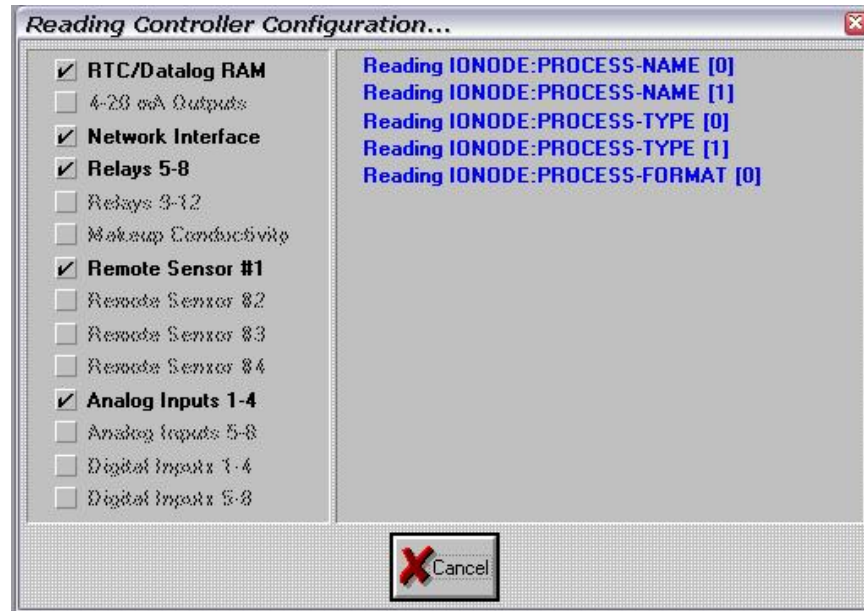 Reading Controller Configuration...
RTC/Datalog RAM
4-20 mA Outputs
Network Interface
Relays 5-8
Relays 9-12
Makeup Conductivity
Remote Sensor #1
Remote Sensor #2
Remote Sensor #3
Remote Sensor #4
Analog Inputs 1-4
Analog Inputs 5-8
Digital Inputs 1-4
Digital Inputs 5-8
Reading IONODE:PROCESS-NAME [0]
Reading IONODE:PROCESS-NAME [1]
Reading IONODE:PROCESS-TYPE [0]
Reading IONODE:PROCESS-TYPE [1]
Reading IONODE:PROCESS-FORMAT [0]
Cancel